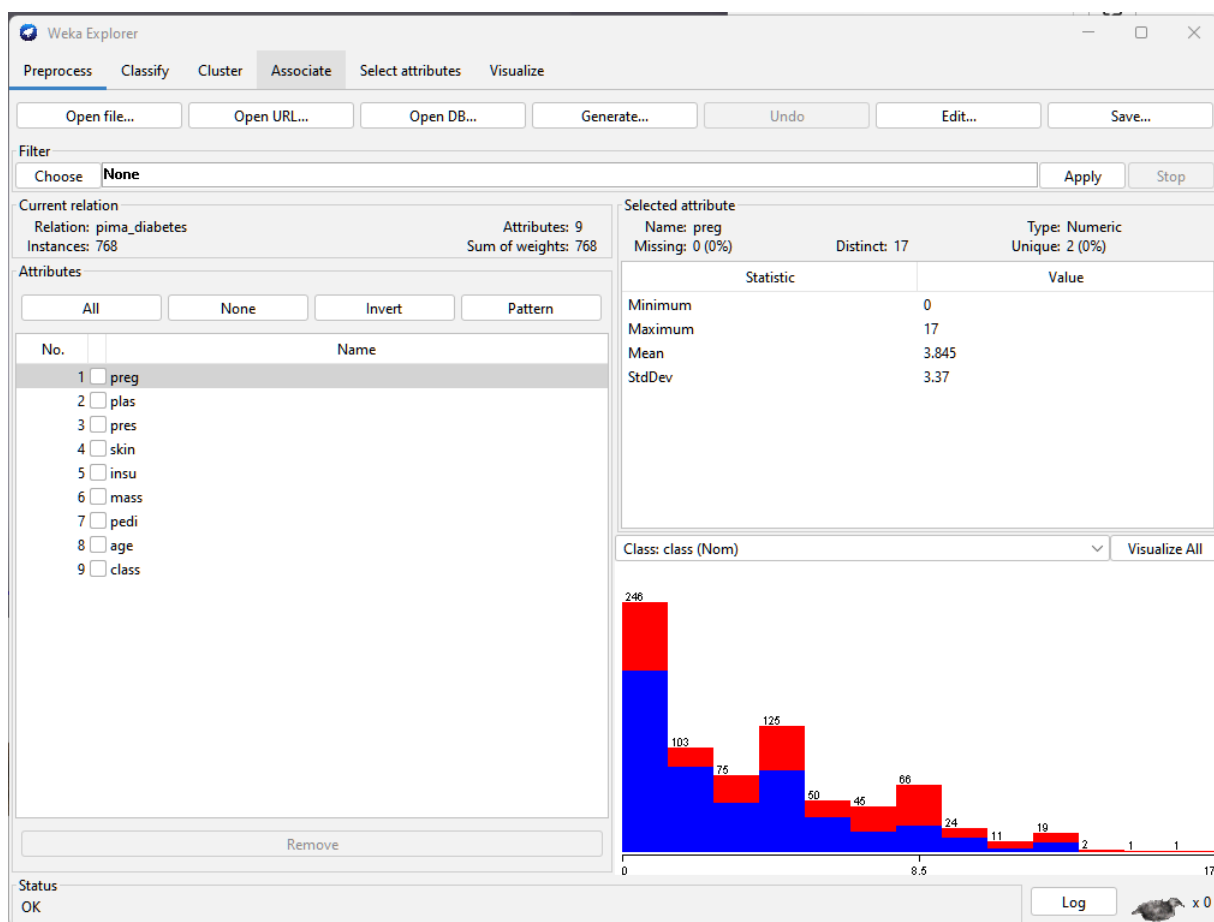 Weka Explorer
Preprocess Classify Cluster Associate Select attributes Visualize
Open file... Open URL... Open DB... Generate... Undo Edit... Save...
Filter
Choose None Apply Stop
Current relation
Relation: pima_diabetes Attributes: 9
Instances: 768 Sum of weights: 768
Selected attribute
Name: preg Type: Numeric
Missing: 0 (0%) Distinct: 17 Unique: 2 (0%)
Statistic Value
Minimum 0
Maximum 17
Mean 3.845
StdDev 3.37
Attributes
All None Invert Pattern
No. Name
1 preg
2 plas
3 pres
4 skin
5 insu
6 mass
7 pedi
8 age
9 class
Remove
Class: class (Nom) Visualize All
246
103
75
125
50
45
66
24
11
19
2
1
1
0 8.5 17
Status
OK
Log x 0